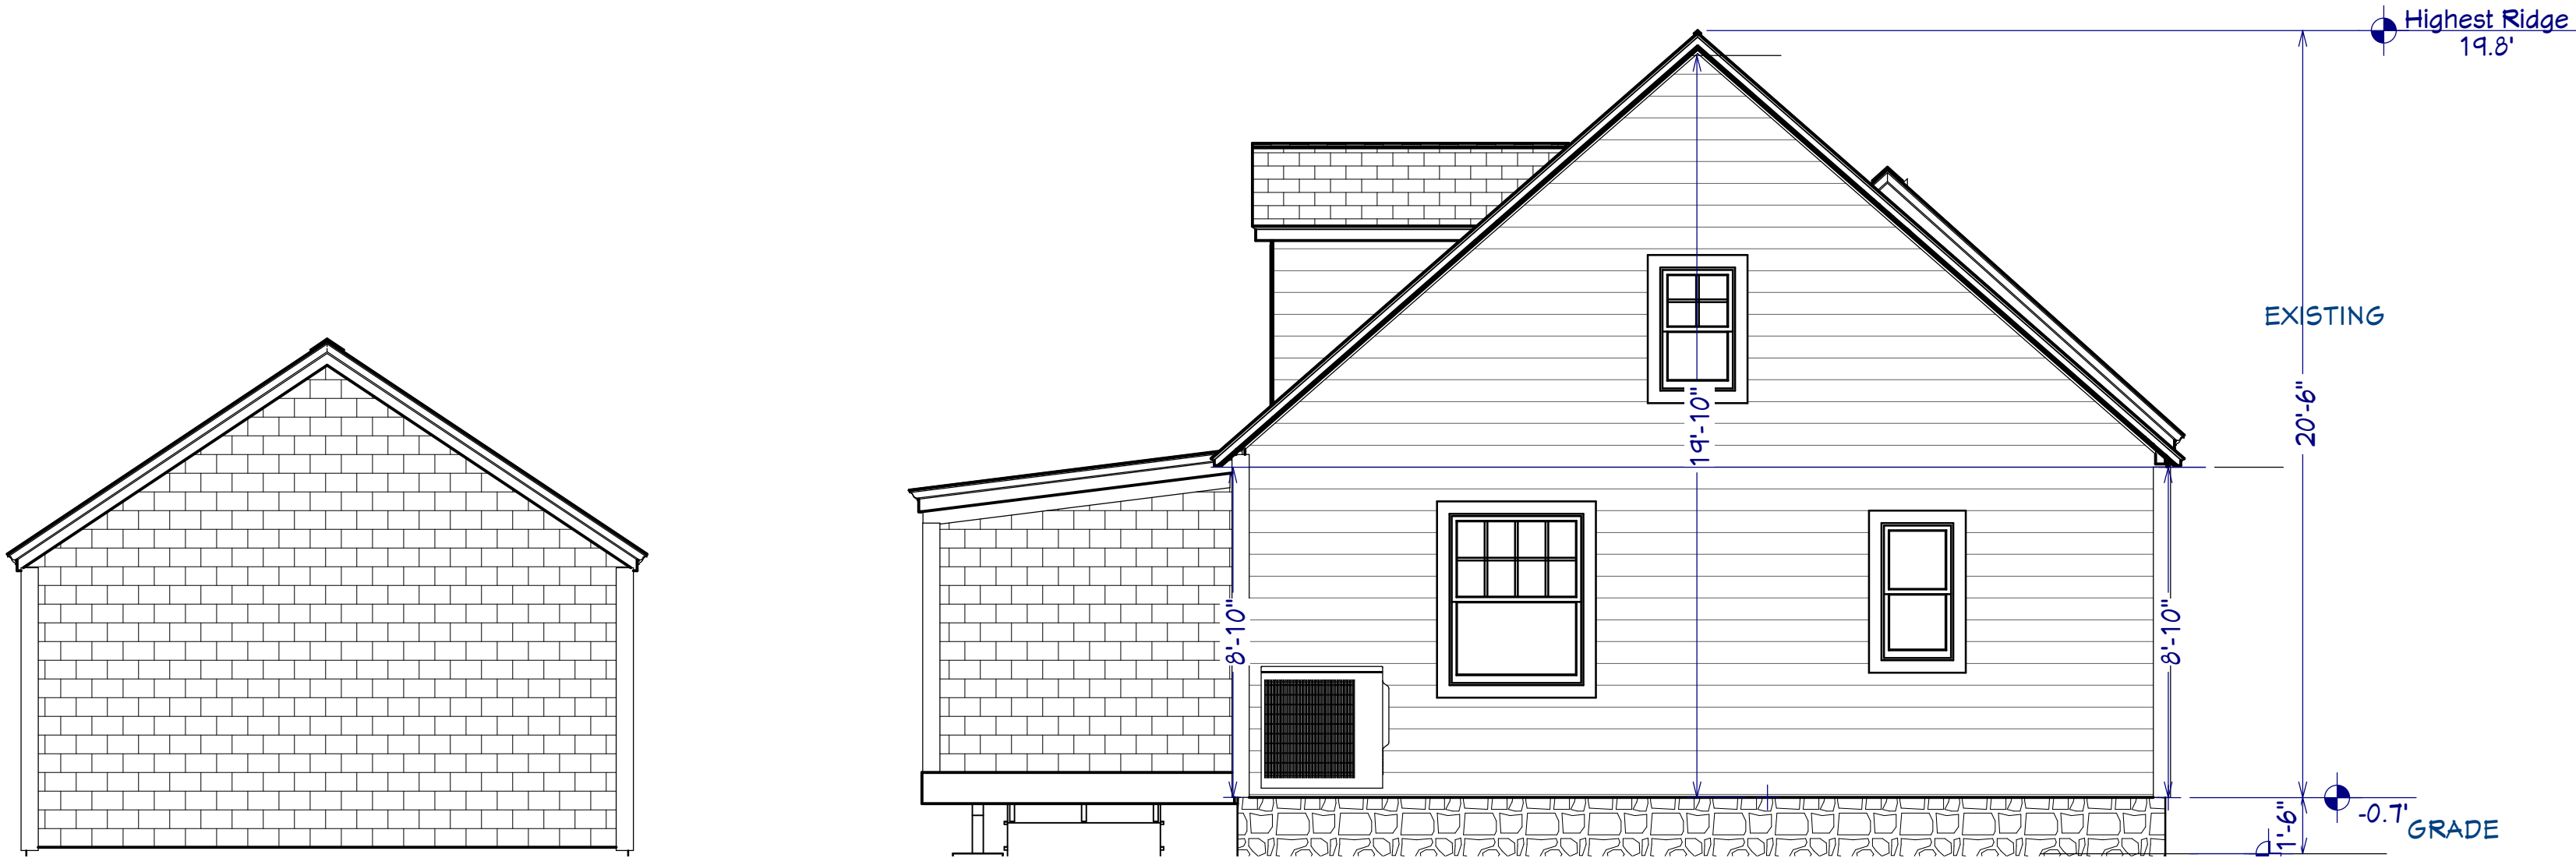 Highest Ridge
19.8'
EXISTING
20'-6"
19'-10"
8'-10"
8'-10"
-0.7'
GRADE
1'-6"